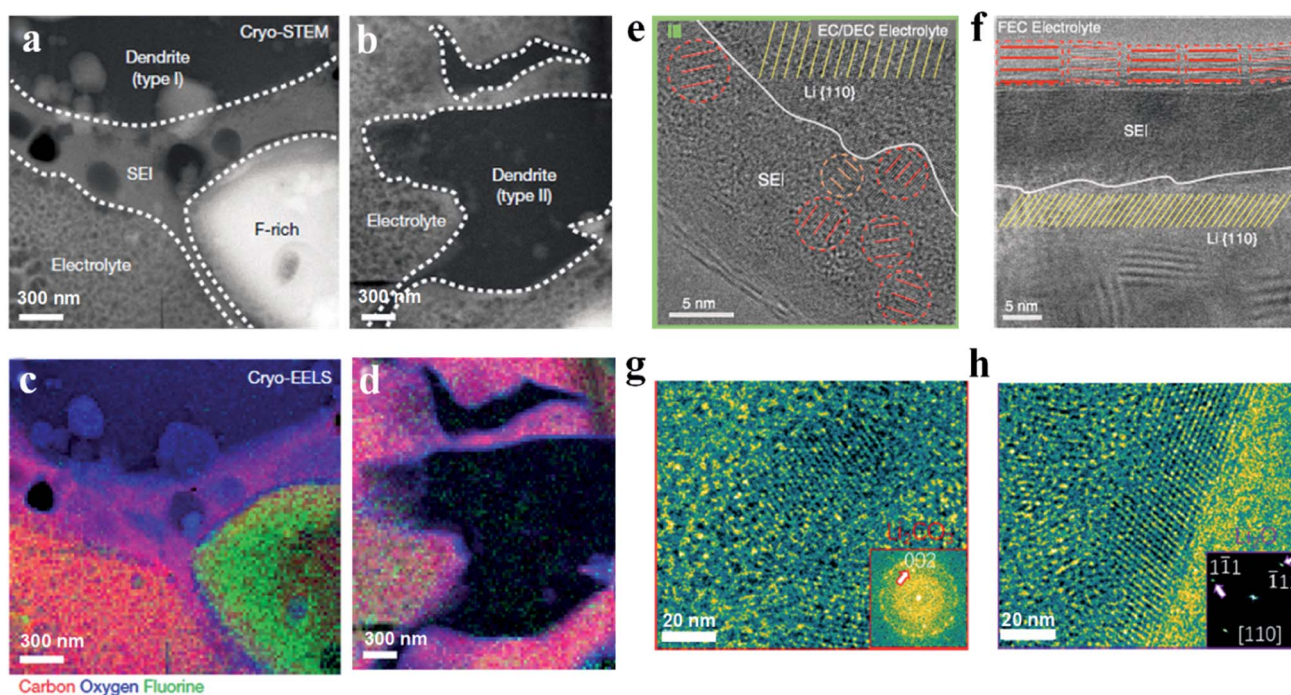 a
Cryo-STEM
Dendrite
(type I)
SEI
F-rich
Electrolyte
300 nm
b
Dendrite
(type II)
Electrolyte
300 nm
e
EC/DEC Electrolyte
Li {110}
SEI
5 nm
f
FEC Electrolyte
SEI
Li {110}
5 nm
c
Cryo-EELS
300 nm
Carbon Oxygen Fluorine
d
300 nm
g
Li₂CO₃
002
20 nm
h
11̅1
1̅1
[110]
20 nm